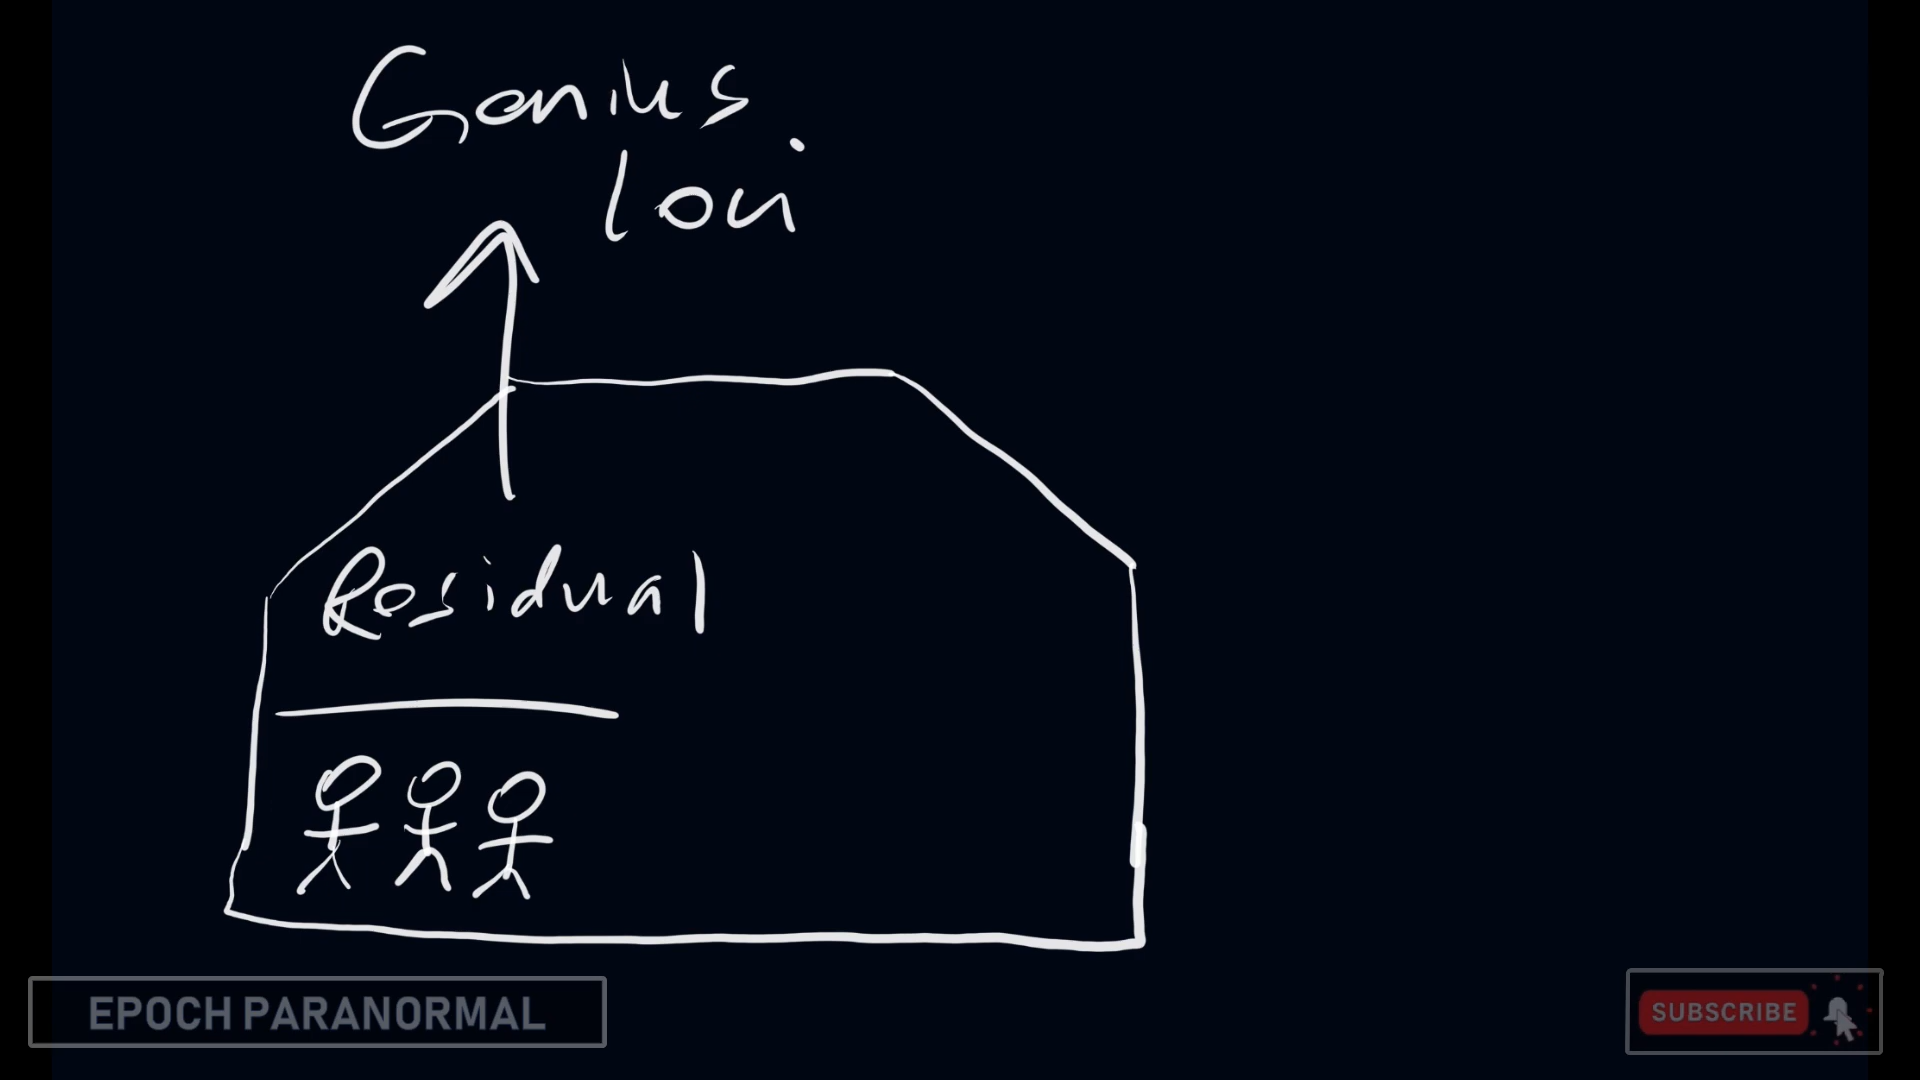 Genius
loci
Residual
EPOCH PARANORMAL
SUBSCRIBE